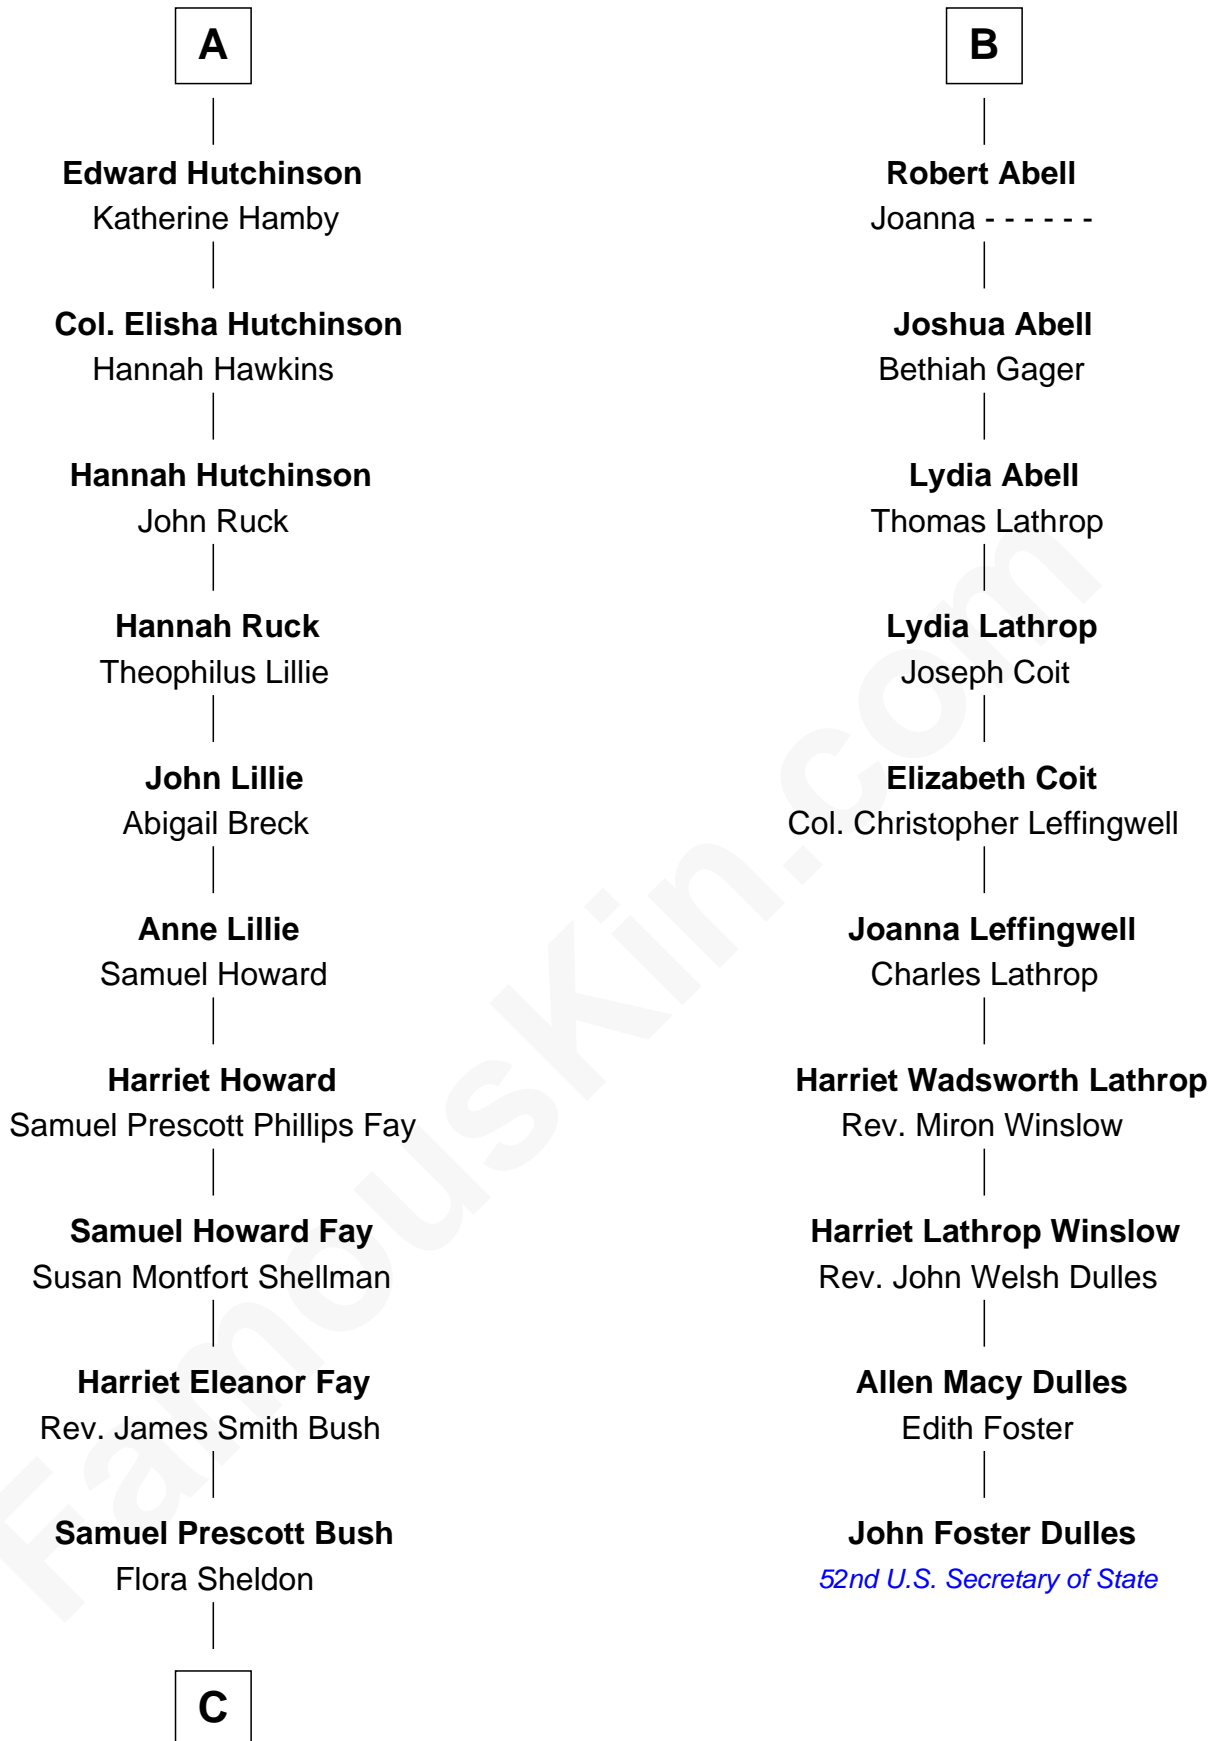 A
Edward Hutchinson
Katherine Hamby
Col. Elisha Hutchinson
Hannah Hawkins
Hannah Hutchinson
John Ruck
Hannah Ruck
Theophilus Lillie
John Lillie
Abigail Breck
Anne Lillie
Samuel Howard
Harriet Howard
Samuel Prescott Phillips Fay
Samuel Howard Fay
Susan Montfort Shellman
Harriet Eleanor Fay
Rev. James Smith Bush
Samuel Prescott Bush
Flora Sheldon
C
B
Robert Abell
Joanna - - - - - -
Joshua Abell
Bethiah Gager
Lydia Abell
Thomas Lathrop
Lydia Lathrop
Joseph Coit
Elizabeth Coit
Col. Christopher Leffingwell
Joanna Leffingwell
Charles Lathrop
Harriet Wadsworth Lathrop
Rev. Miron Winslow
Harriet Lathrop Winslow
Rev. John Welsh Dulles
Allen Macy Dulles
Edith Foster
John Foster Dulles
52nd U.S. Secretary of State
FamousKin.com